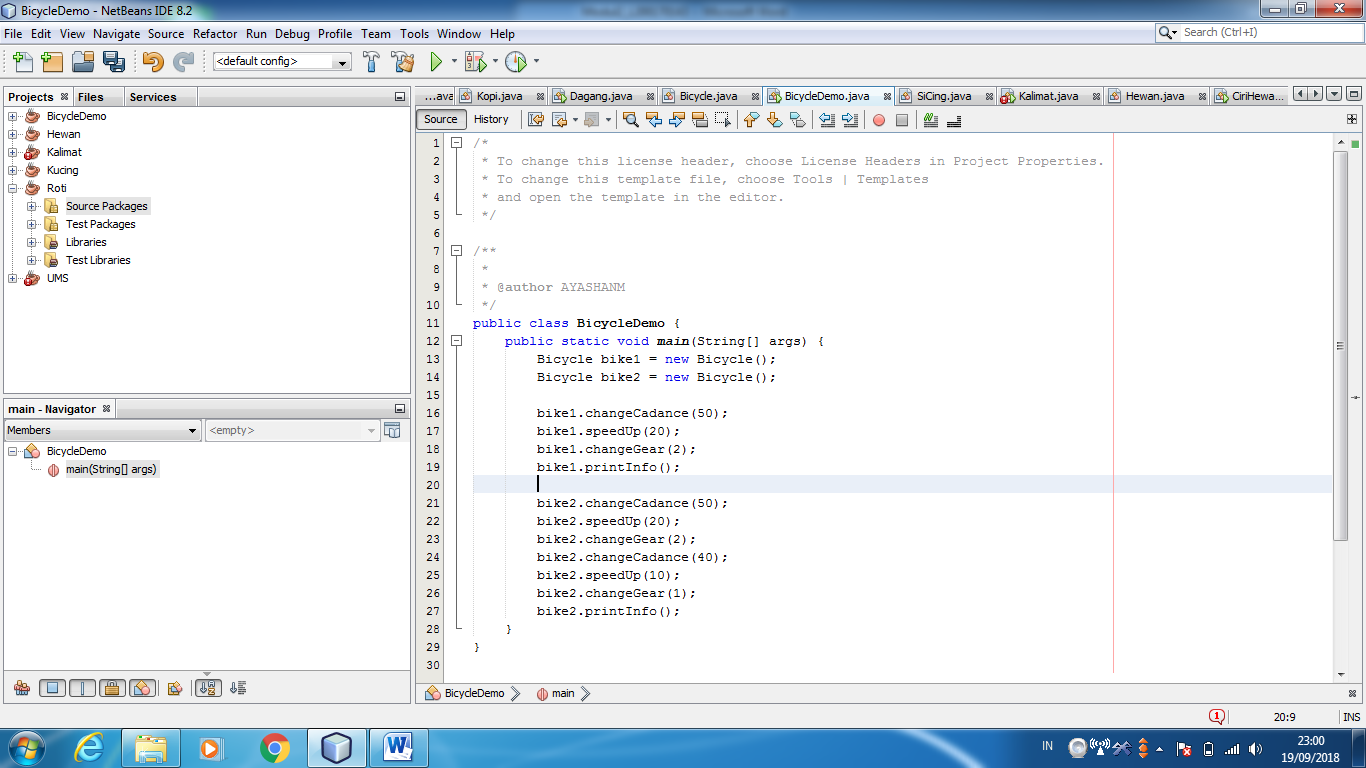 BicycleDemo - NetBeans IDE 8.2
File Edit View Navigate Source Refactor Run Debug Profile Team Tools Window Help
Search (Ctrl+I)
<default config>
Projects Files Services
BicycleDemo
Hewan
Kalimat
Kucing
Roti
Source Packages
Test Packages
Libraries
Test Libraries
UMS
main - Navigator
Members <empty>
BicycleDemo
main(String[] args)
...ava Kopi.java Dagang.java Bicycle.java BicycleDemo.java SiCing.java Kalimat.java Hewan.java CiriHewa...
Source History
1 /*
2 * To change this license header, choose License Headers in Project Properties.
3 * To change this template file, choose Tools | Templates
4 * and open the template in the editor.
5 */
6
7 /**
8 *
9 * @author AYASHANM
10 */
11 public class BicycleDemo {
12 public static void main(String[] args) {
13 Bicycle bike1 = new Bicycle();
14 Bicycle bike2 = new Bicycle();
15
16 bike1.changeCadance(50);
17 bike1.speedUp(20);
18 bike1.changeGear(2);
19 bike1.printInfo();
20
21 bike2.changeCadance(50);
22 bike2.speedUp(20);
23 bike2.changeGear(2);
24 bike2.changeCadance(40);
25 bike2.speedUp(10);
26 bike2.changeGear(1);
27 bike2.printInfo();
28 }
29 }
30
BicycleDemo main
1 20:9 INS
IN 23:00
19/09/2018